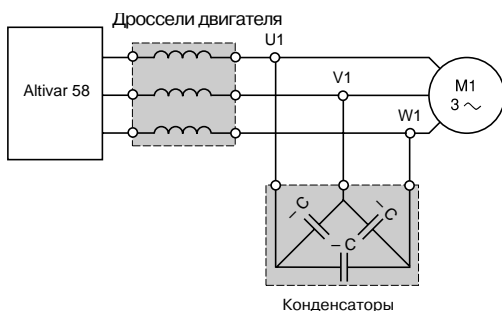 Дроссели двигателя
U1
V1
W1
Altivar 58
M1
3 ~
– C
– C
– C
Конденсаторы